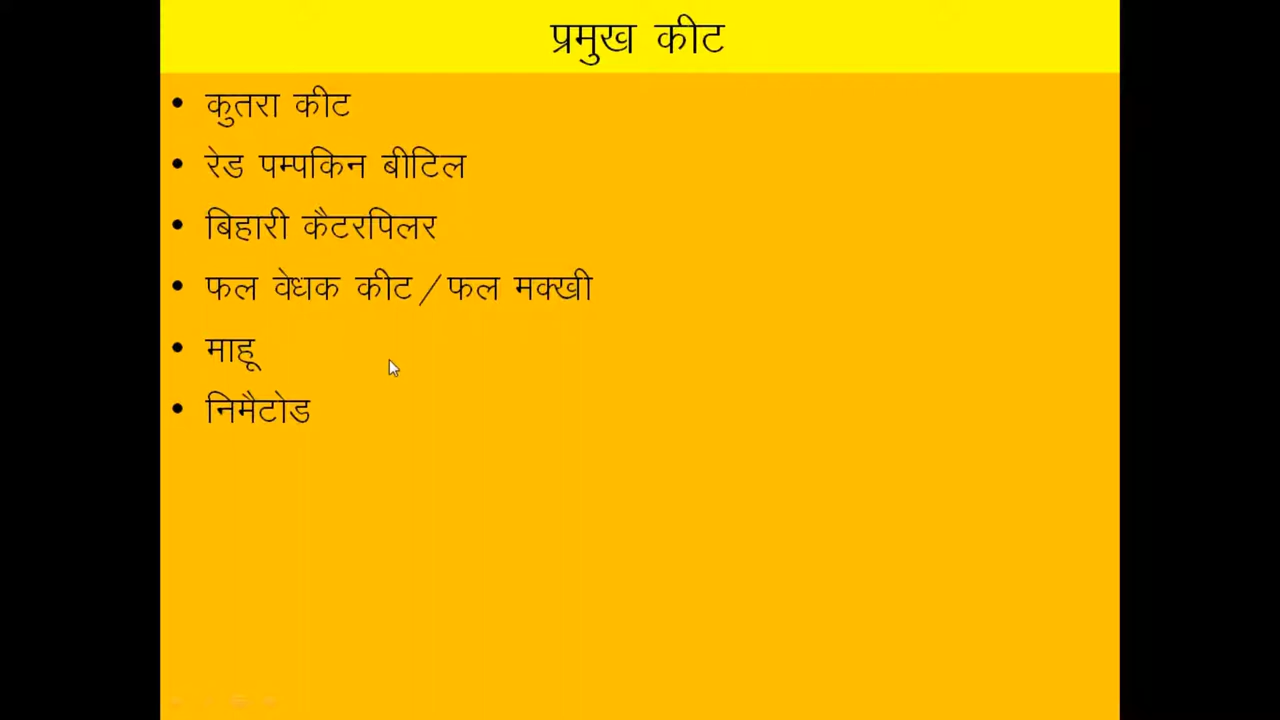 प्रमुख कीट
• कुतरा कीट
• रेड पम्पकिन बीटिल
• बिहारी कैटरपिलर
• फल वेधक कीट/फल मक्खी
• माहू
• निमैटोड